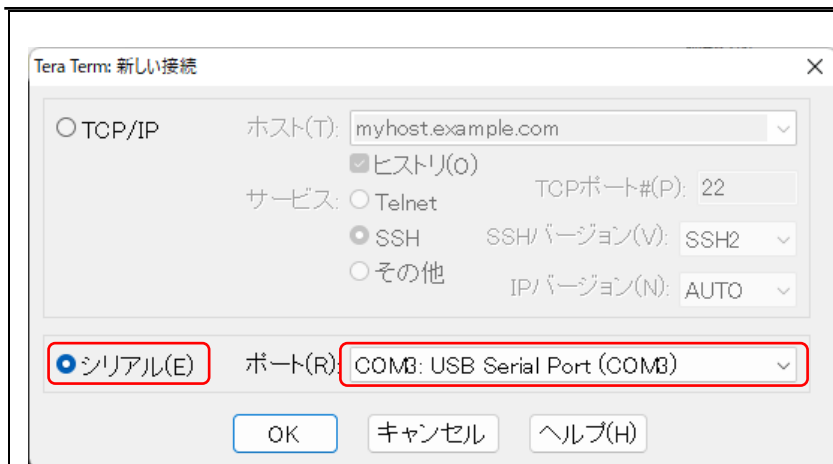 Tera Term: 新しい接続
TCP/IP ホスト(T): myhost.example.com
ヒストリ(O)
サービス: Telnet TCPポート#(P): 22
SSH SSHバージョン(V): SSH2
その他 IPバージョン(N): AUTO
シリアル(E) ポート(R): COM3: USB Serial Port (COM3)
OK キャンセル ヘルプ(H)